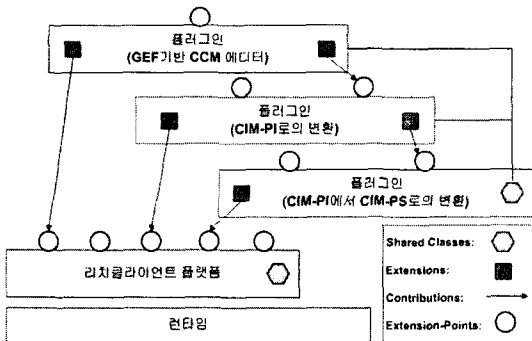 플러그인
(GEF기반 CCM 에디터)
플러그인
(CIM-PI로의 변환)
플러그인
(CIM-PI에서 CIM-PS로의 변환)
리치클라이언트 플랫폼
런타임
Shared Classes:
Extensions:
Contributions:
Extension-Points: